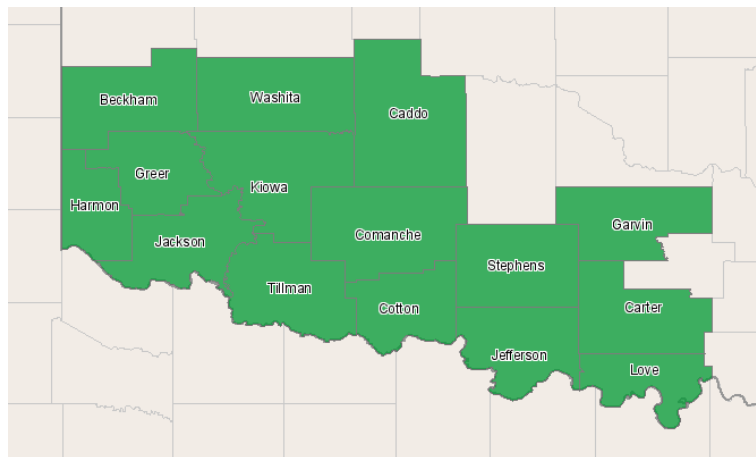 Beckham
Washita
Caddo
Greer
Kiowa
Harmon
Garvin
Jackson
Comanche
Stephens
Tillman
Cotton
Carter
Jefferson
Love